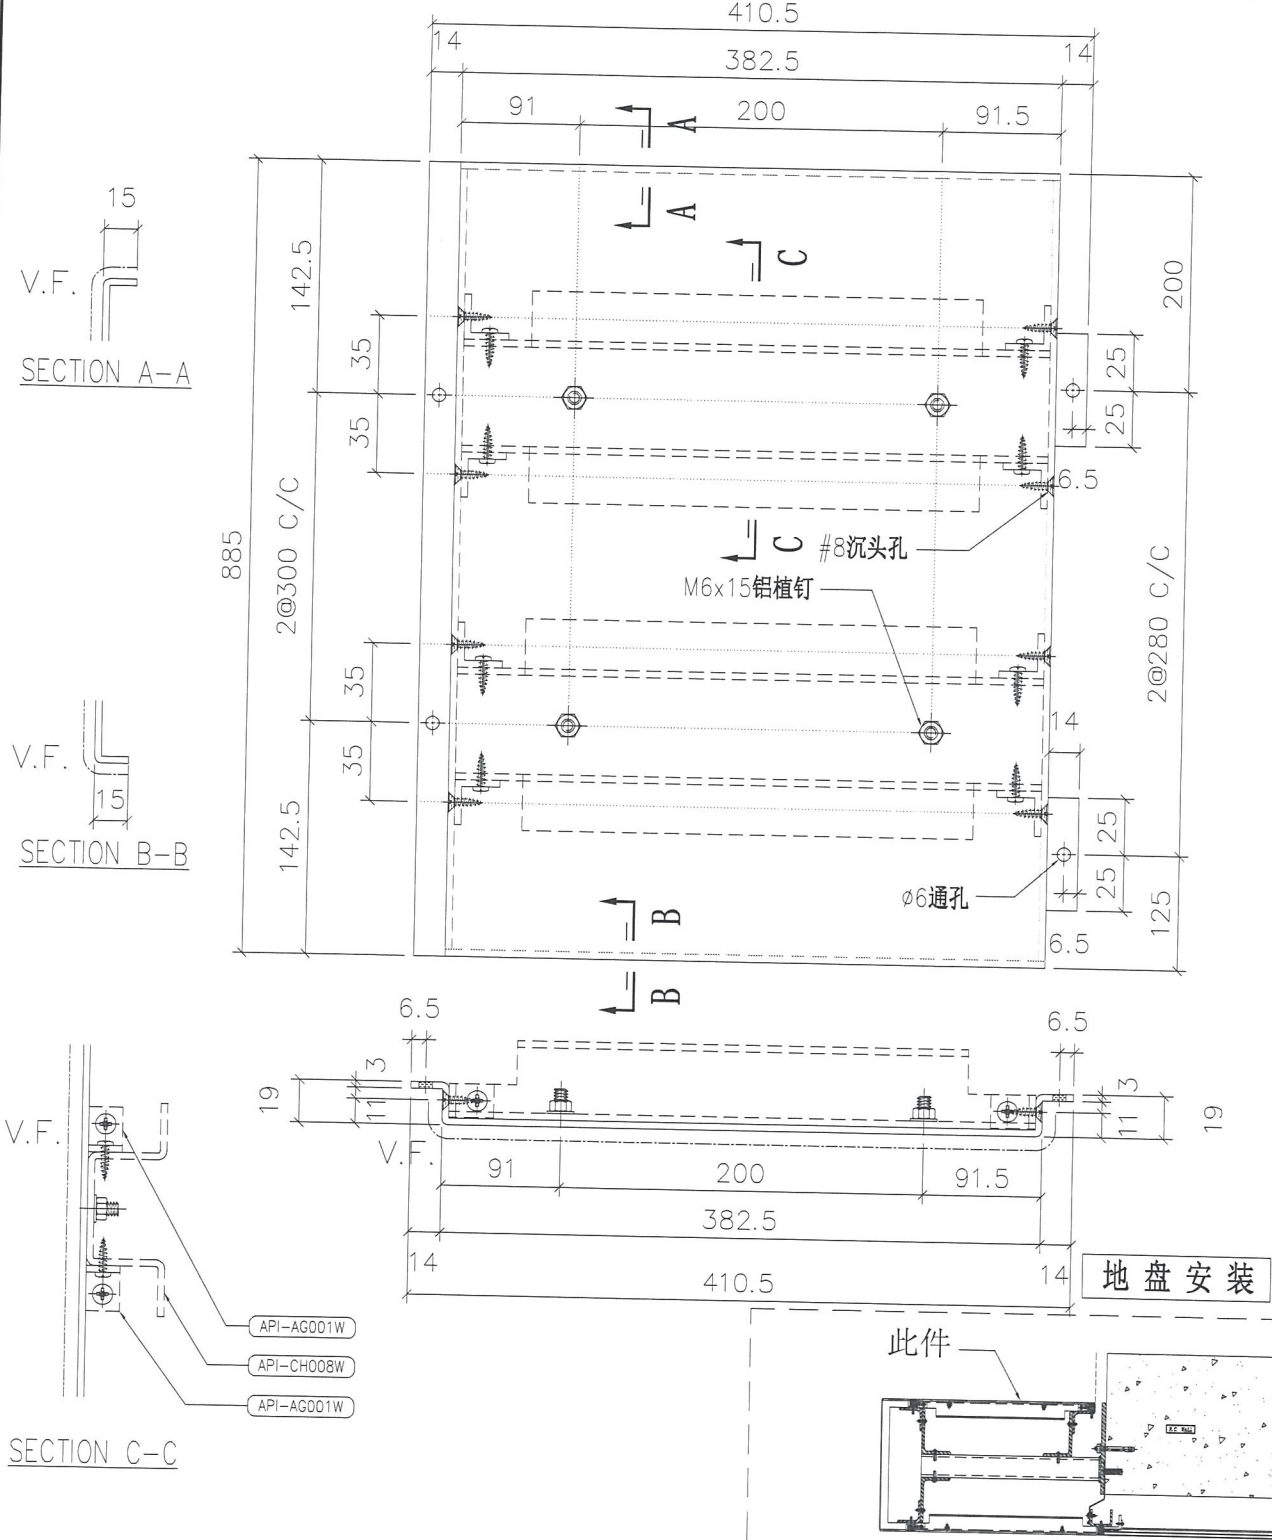 410.5
14
382.5
14
91
200
91.5
A
A
C
15
V.F.
SECTION A-A
142.5
35
35
200
25
25
6.5
885
2@300 C/C
C
#8沉头孔
M6x15铝植钉
2@280 C/C
35
35
14
V.F.
15
SECTION B-B
142.5
25
25
ø6通孔
125
6.5
B
B
6.5
6.5
19
3
11
3
11
19
V.F.
V.F.
91
200
91.5
382.5
14
14
410.5
地盘安装
此件
API-AG001W
API-CH008W
API-AG001W
SECTION C-C